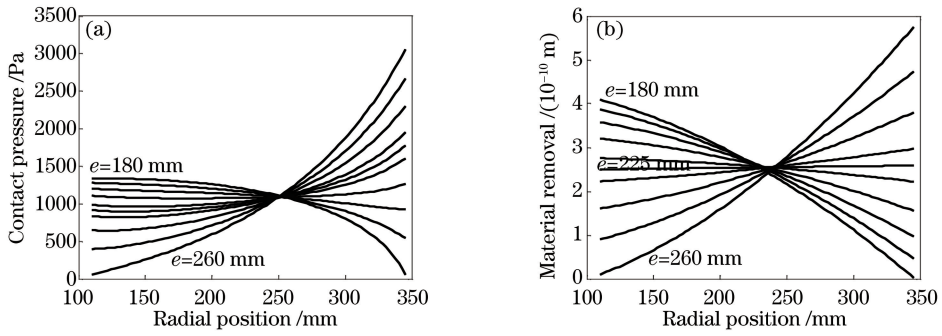 (a)
Contact pressure /Pa
3500
3000
2500
2000
1500
1000
500
0
e=180 mm
e=260 mm
100
150
200
250
300
350
Radial position /mm
(b)
Material removal /(10⁻¹⁰ m)
6
5
4
3
2
1
0
e=180 mm
e=225 mm
e=260 mm
100
150
200
250
300
350
Radial position /mm